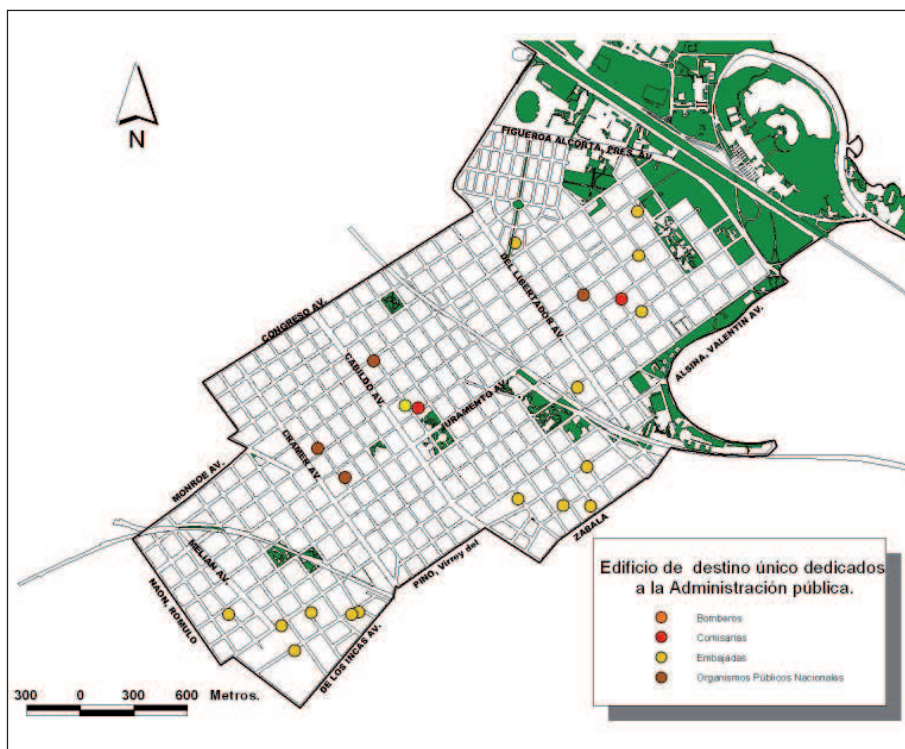 N
FIGUEROA ALCORTA, PRES. AV.
DEL LIBERTADOR AV.
CONGRESO AV.
ALSINA, VALENTIN AV.
CABILDO AV.
JURAMENTO AV.
CRAMER AV.
MONROE AV.
ZABALA
PINO, Virrey del
MELIAN AV.
NAON, ROMULO
DE LOS INCAS AV.
Edificio de destino único dedicados
a la Administración pública.
Bomberos
Comisarias
Embajadas
Organismos Públicos Nacionales
300 0 300 600 Metros.